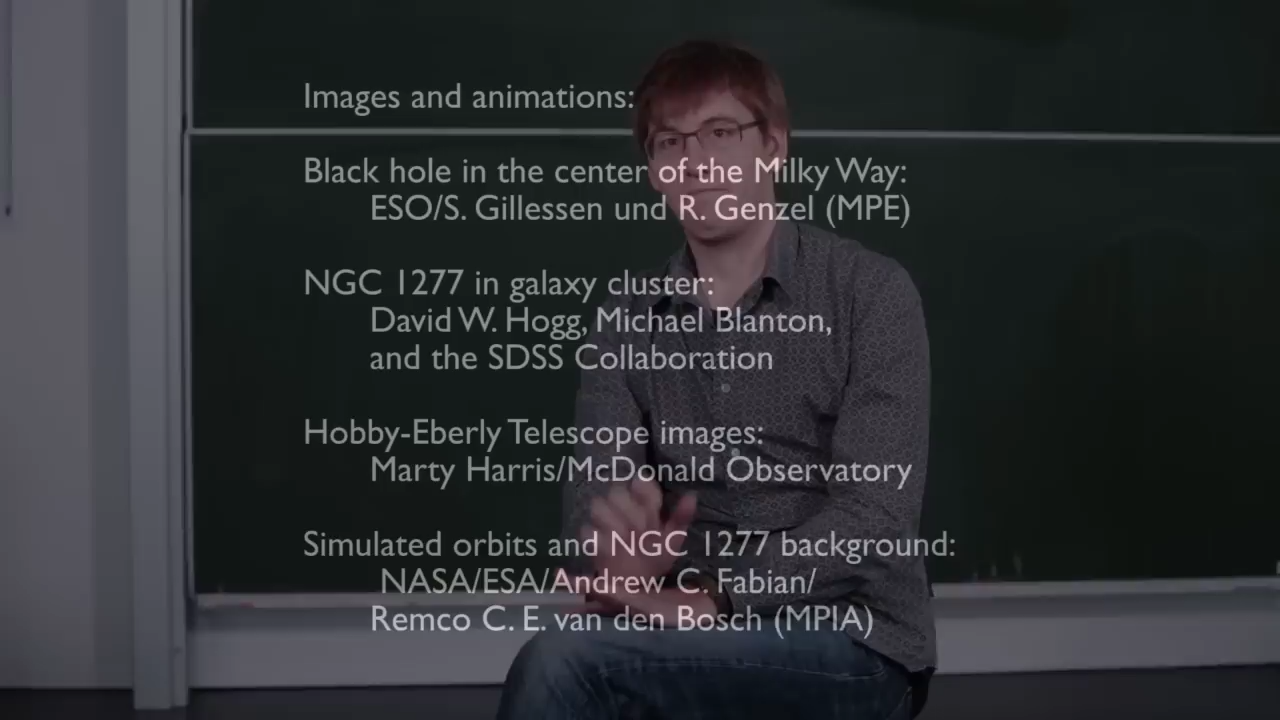 Images and animations:
Black hole in the center of the Milky Way:
ESO/S. Gillessen und R. Genzel (MPE)
NGC 1277 in galaxy cluster:
David W. Hogg, Michael Blanton,
and the SDSS Collaboration
Hobby-Eberly Telescope images:
Marty Harris/McDonald Observatory
Simulated orbits and NGC 1277 background:
NASA/ESA/Andrew C. Fabian/
Remco C. E. van den Bosch (MPIA)